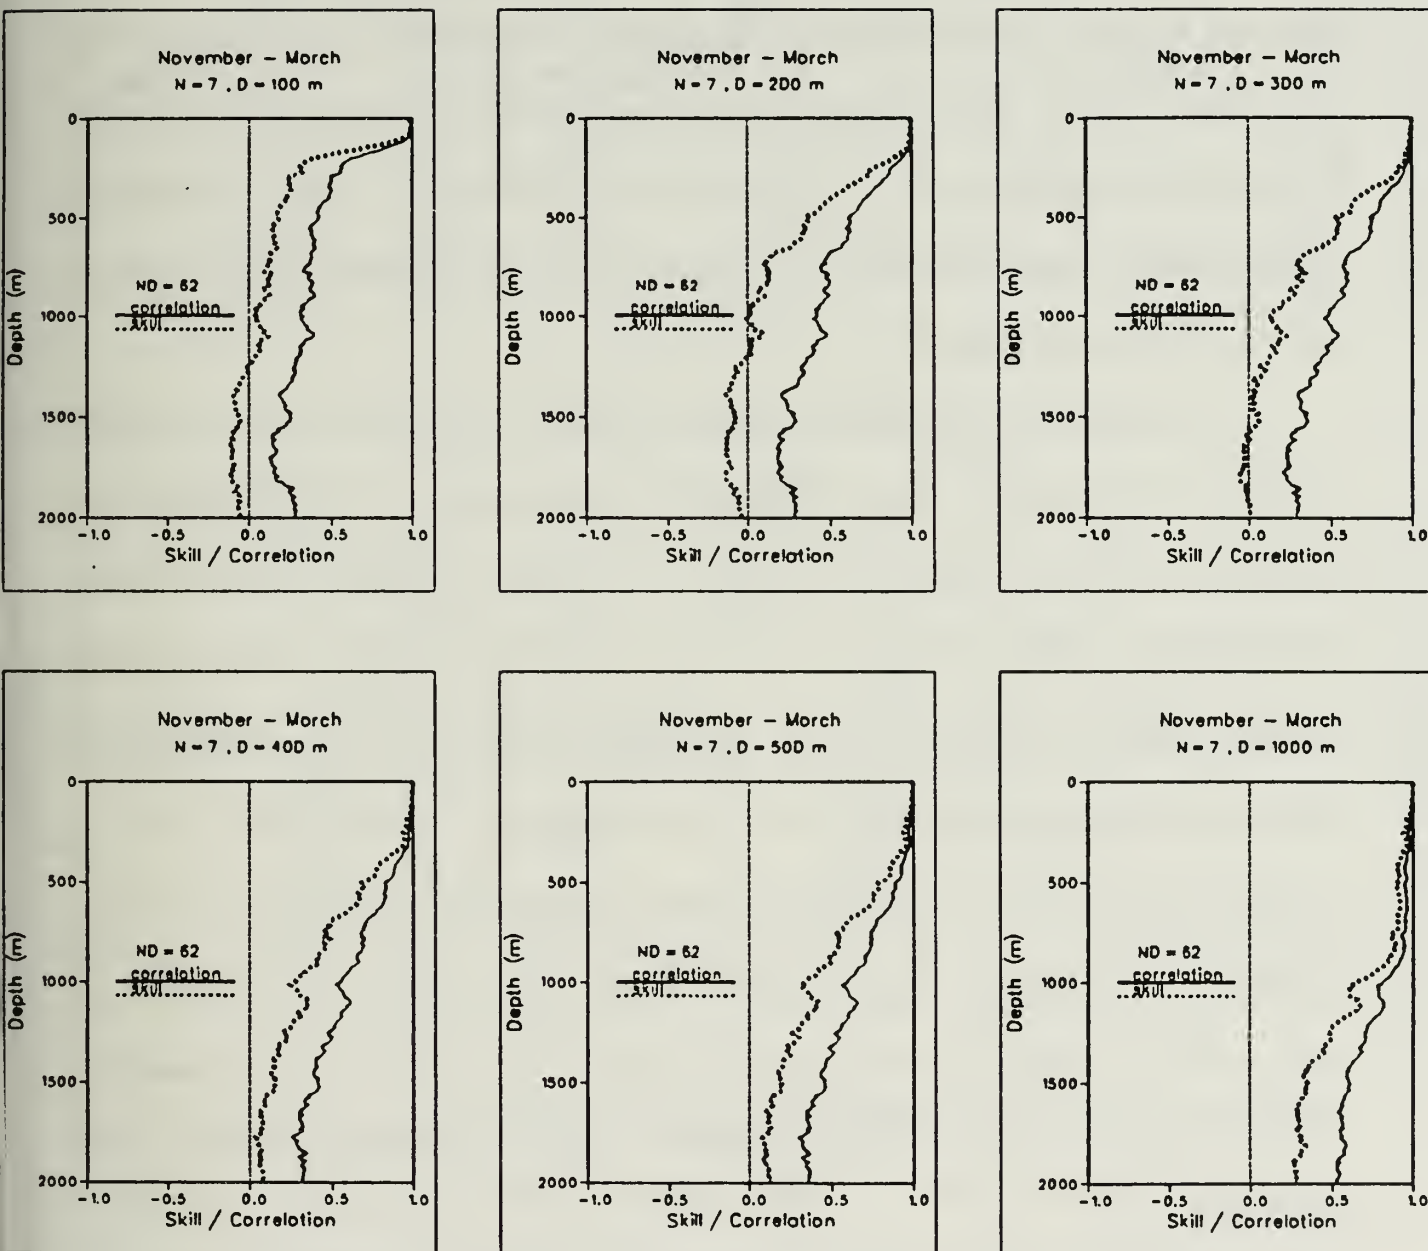 November - March
N = 7 , D = 100 m
0
500
1000
1500
2000
Depth (m)
ND = 62
correlation
skill
-1.0 -0.5 0.0 0.5 1.0
Skill / Correlation
November - March
N = 7 , D = 200 m
0
500
1000
1500
2000
Depth (m)
ND = 62
correlation
skill
-1.0 -0.5 0.0 0.5 1.0
Skill / Correlation
November - March
N = 7 , D = 300 m
0
500
1000
1500
2000
Depth (m)
ND = 62
correlation
skill
-1.0 -0.5 0.0 0.5 1.0
Skill / Correlation
November - March
N = 7 , D = 400 m
0
500
1000
1500
2000
Depth (m)
ND = 62
correlation
skill
-1.0 -0.5 0.0 0.5 1.0
Skill / Correlation
November - March
N = 7 , D = 500 m
0
500
1000
1500
2000
Depth (m)
ND = 62
correlation
skill
-1.0 -0.5 0.0 0.5 1.0
Skill / Correlation
November - March
N = 7 , D = 1000 m
0
500
1000
1500
2000
Depth (m)
ND = 62
correlation
skill
-1.0 -0.5 0.0 0.5 1.0
Skill / Correlation